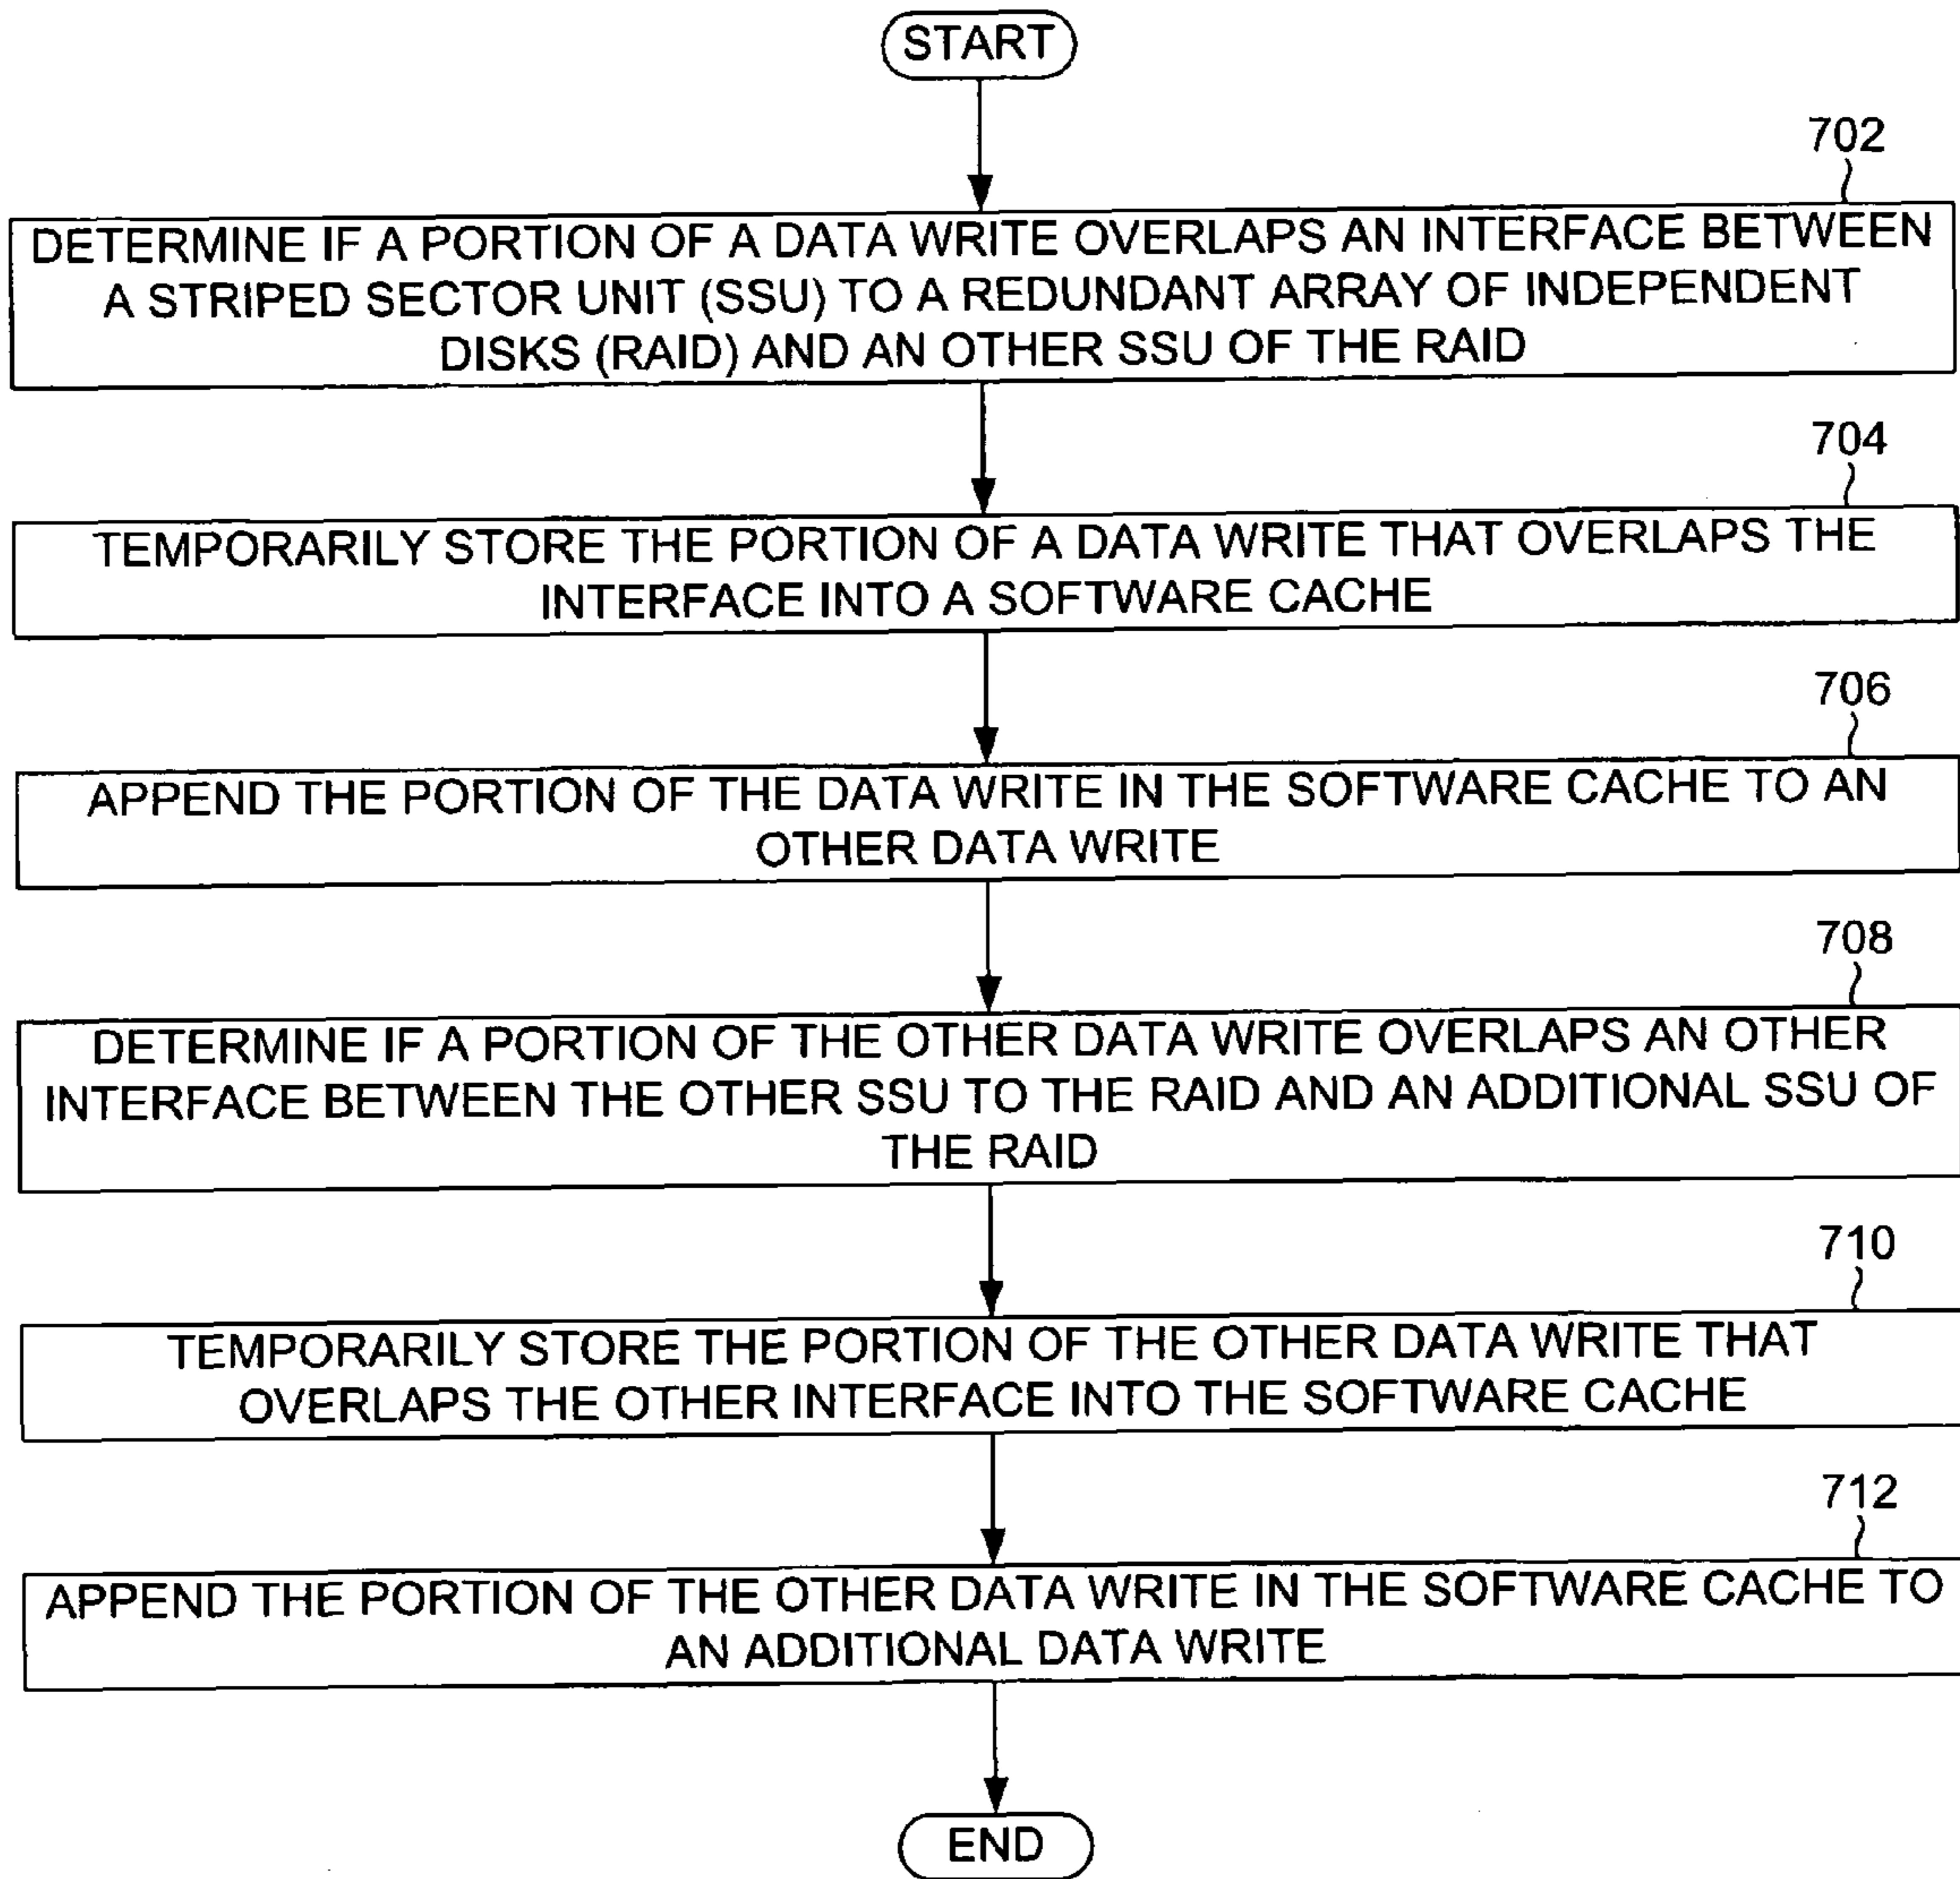 START
702
DETERMINE IF A PORTION OF A DATA WRITE OVERLAPS AN INTERFACE BETWEEN
A STRIPED SECTOR UNIT (SSU) TO A REDUNDANT ARRAY OF INDEPENDENT
DISKS (RAID) AND AN OTHER SSU OF THE RAID
704
TEMPORARILY STORE THE PORTION OF A DATA WRITE THAT OVERLAPS THE
INTERFACE INTO A SOFTWARE CACHE
706
APPEND THE PORTION OF THE DATA WRITE IN THE SOFTWARE CACHE TO AN
OTHER DATA WRITE
708
DETERMINE IF A PORTION OF THE OTHER DATA WRITE OVERLAPS AN OTHER
INTERFACE BETWEEN THE OTHER SSU TO THE RAID AND AN ADDITIONAL SSU OF
THE RAID
710
TEMPORARILY STORE THE PORTION OF THE OTHER DATA WRITE THAT
OVERLAPS THE OTHER INTERFACE INTO THE SOFTWARE CACHE
712
APPEND THE PORTION OF THE OTHER DATA WRITE IN THE SOFTWARE CACHE TO
AN ADDITIONAL DATA WRITE
END